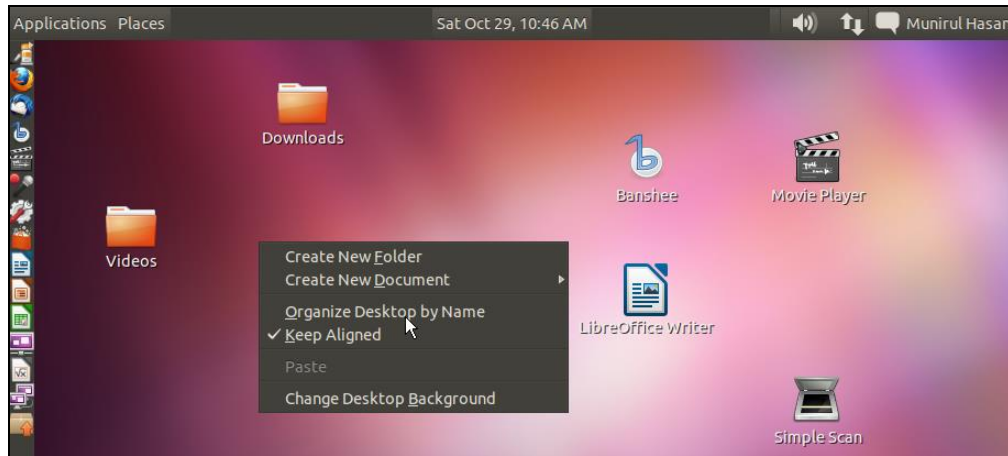 Applications Places Sat Oct 29, 10:46 AM Munirul Hasan
Downloads
Banshee
Movie Player
Videos
Create New Folder
Create New Document
Organize Desktop by Name
Keep Aligned
Paste
Change Desktop Background
LibreOffice Writer
Simple Scan